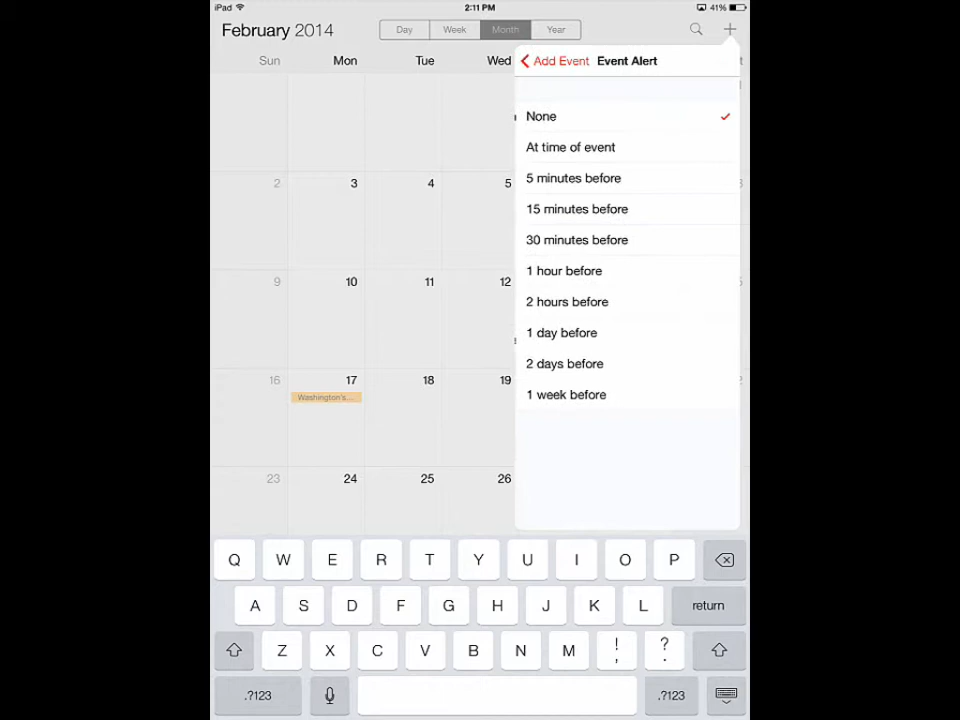 iPad 2:11 PM 41%
February 2014 Day Week Month Year
Sun Mon Tue Wed
Add Event Event Alert
None
At time of event
2 3 4 5
5 minutes before
15 minutes before
30 minutes before
1 hour before
9 10 11 12
2 hours before
1 day before
2 days before
16 17 18 19
1 week before
Washington's...
23 24 25 26
Q W E R T Y U I O P
A S D F G H J K L return
Z X C V B N M ! , ? .
.?123 .?123